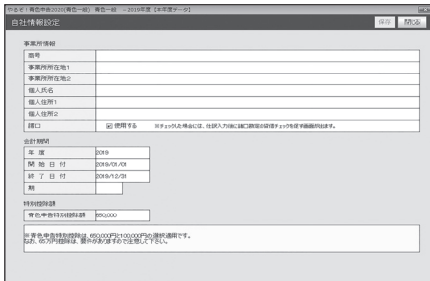 やるぞ！青色申告2020(青色一般) 青色一般 －2019年度【本年度データ】
自社情報設定
保存 閉じる
事業所情報
商号
事業所所在地1
事業所所在地2
個人氏名
個人住所1
個人住所2
諸口 使用する ※チェックした場合には、仕訳入力後に諸口勘定の貸借チェックを促す画面が出ます。
会計期間
年度 2019
開始日付 2019/01/01
終了日付 2019/12/31
期
特別控除額
青色申告特別控除額 650,000
※青色申告特別控除は、650,000円と100,000円の選択適用です。
なお、65万円控除は、要件がありますので注意して下さい。